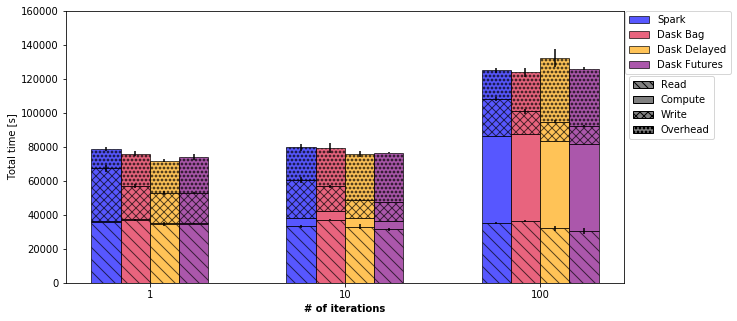 160000
140000
120000
100000
80000
60000
40000
20000
0
Total time [s]
1
10
100
# of iterations
Spark
Dask Bag
Dask Delayed
Dask Futures
Read
Compute
Write
Overhead